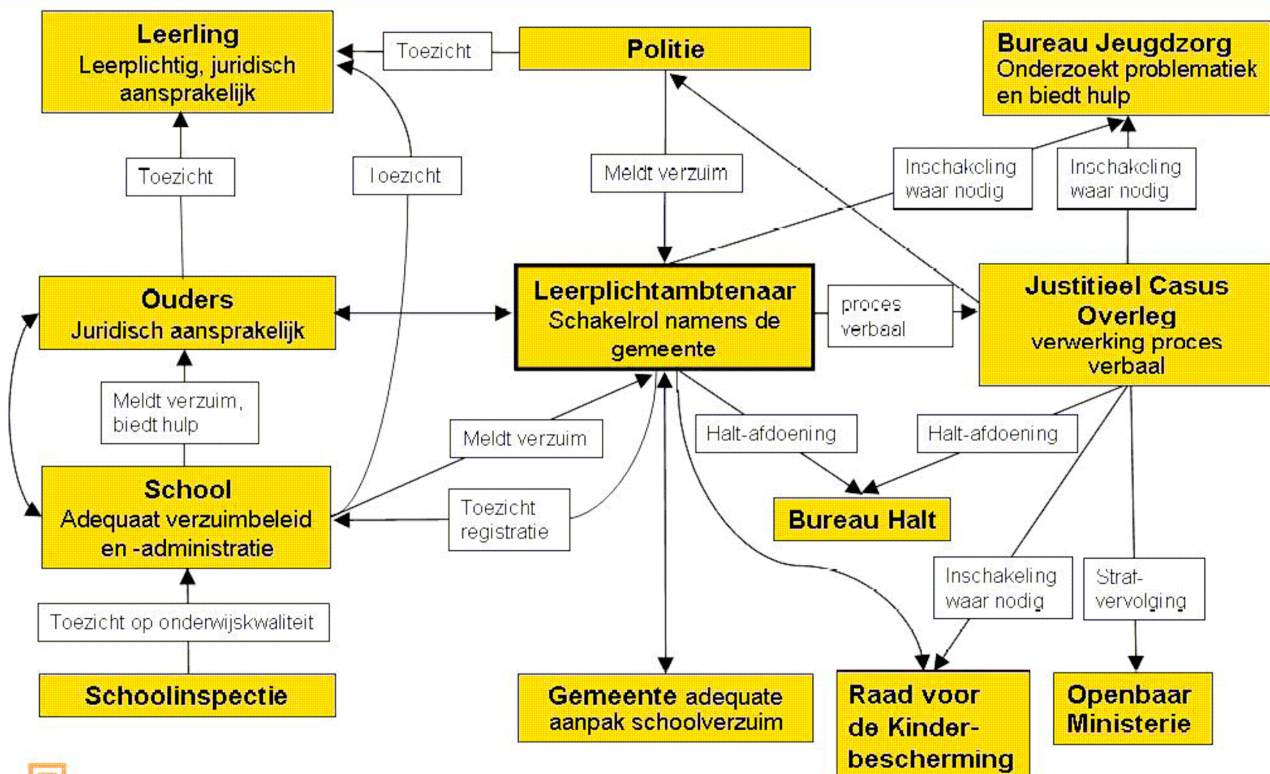 Leerling
Leerplichtig, juridisch
aansprakelijk
Toezicht
Politie
Bureau Jeugdzorg
Onderzoekt problematiek
en biedt hulp
Toezicht
Toezicht
Meldt verzuim
Inschakeling
waar nodig
Inschakeling
waar nodig
Ouders
Juridisch aansprakelijk
Leerplichtambtenaar
Schakelrol namens de
gemeente
proces
verbaal
Justitieel Casus
Overleg
verwerking proces
verbaal
Meldt verzuim,
biedt hulp
Meldt verzuim
Halt-afdoening
Halt-afdoening
School
Adequaat verzuimbeleid
en -administratie
Toezicht
registratie
Bureau Halt
Inschakeling
waar nodig
Straf-
vervolging
Toezicht op onderwijskwaliteit
Schoolinspectie
Gemeente adequate
aanpak schoolverzuim
Raad voor
de Kinder-
bescherming
Openbaar
Ministerie